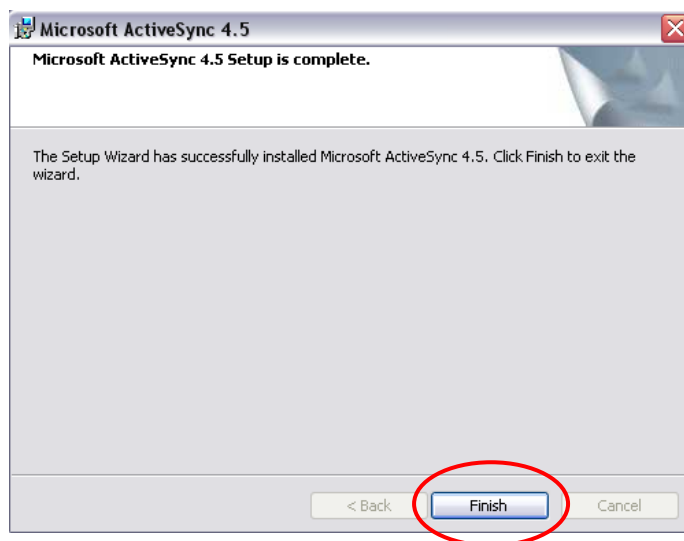 Microsoft ActiveSync 4.5
Microsoft ActiveSync 4.5 Setup is complete.
The Setup Wizard has successfully installed Microsoft ActiveSync 4.5. Click Finish to exit the
wizard.
< Back Finish Cancel